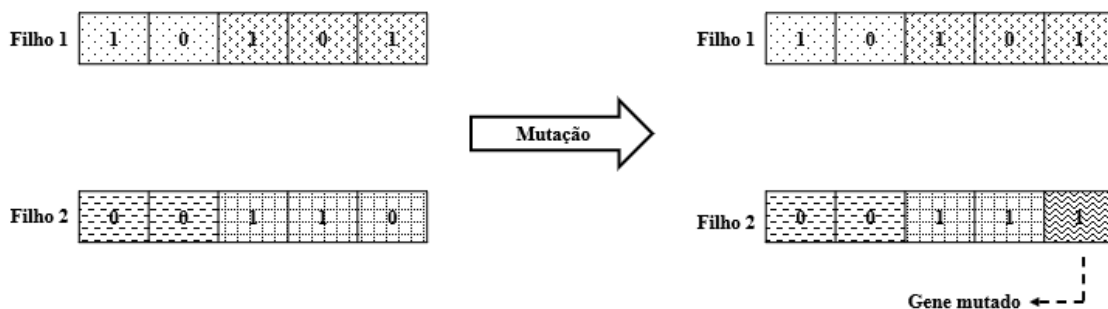 Filho 1 1 0 1 0 1
Filho 1 1 0 1 0 1
Mutação
Filho 2 0 0 1 1 0
Filho 2 0 0 1 1 1
Gene mutado